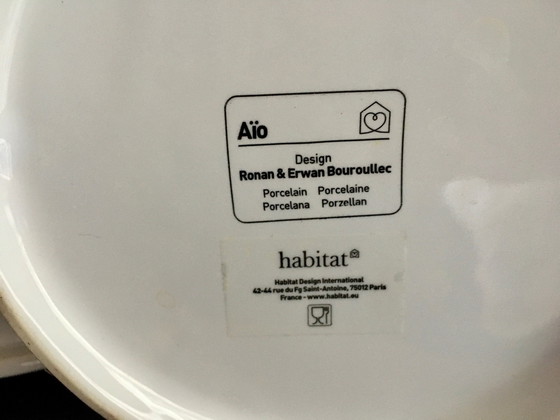 Aïo
Design
Ronan & Erwan Bouroullec
Porcelain Porcelaine
Porcelana Porzellan
habitat
Habitat Design International
42-44 rue du Fg Saint-Antoine, 75012 Paris
France - www.habitat.eu